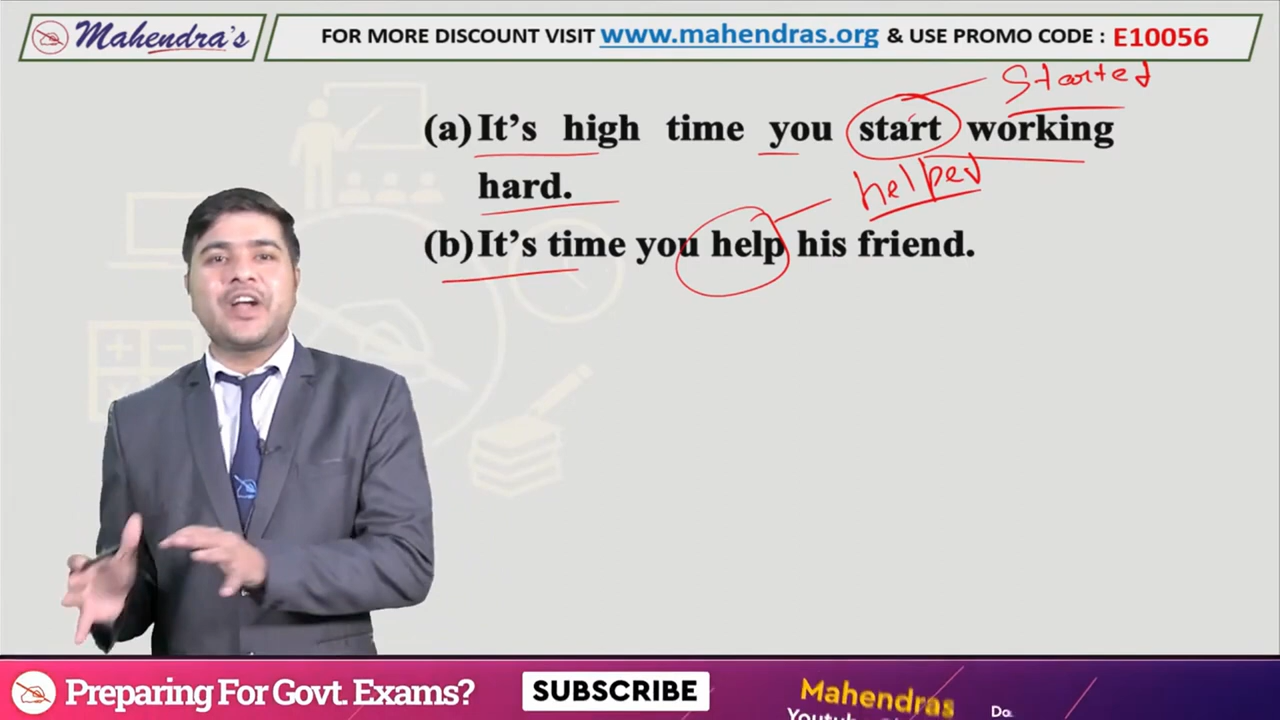 Mahendra's
FOR MORE DISCOUNT VISIT www.mahendras.org & USE PROMO CODE : E10056
started
(a) It's high time you start working
hard.
helped
(b) It's time you help his friend.
Preparing For Govt. Exams?
SUBSCRIBE
Mahendras